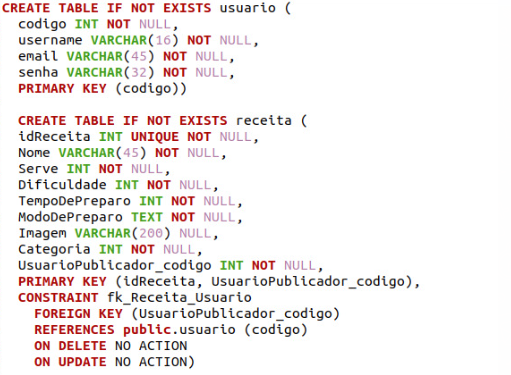 CREATE TABLE IF NOT EXISTS usuario (
codigo INT NOT NULL,
username VARCHAR(16) NOT NULL,
email VARCHAR(45) NOT NULL,
senha VARCHAR(32) NOT NULL,
PRIMARY KEY (codigo))
CREATE TABLE IF NOT EXISTS receita (
idReceita INT UNIQUE NOT NULL,
Nome VARCHAR(45) NOT NULL,
Serve INT NOT NULL,
Dificuldade INT NOT NULL,
TempoDePreparo INT NOT NULL,
ModoDePreparo TEXT NOT NULL,
Imagem VARCHAR(200) NULL,
Categoria INT NOT NULL,
UsuarioPublicador_codigo INT NOT NULL,
PRIMARY KEY (idReceita, UsuarioPublicador_codigo),
CONSTRAINT fk_Receita_Usuario
FOREIGN KEY (UsuarioPublicador_codigo)
REFERENCES public.usuario (codigo)
ON DELETE NO ACTION
ON UPDATE NO ACTION)